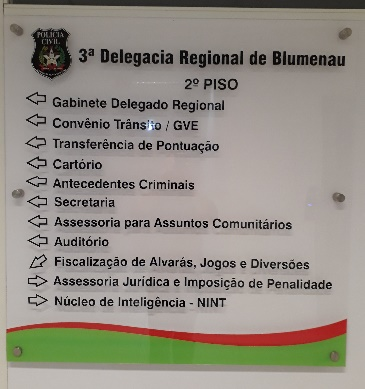 POLÍCIA
CIVIL
3ª Delegacia Regional de Blumenau
2º PISO
Gabinete Delegado Regional
Convênio Trânsito / GVE
Transferência de Pontuação
Cartório
Antecedentes Criminais
Secretaria
Assessoria para Assuntos Comunitários
Auditório
Fiscalização de Alvarás, Jogos e Diversões
Assessoria Jurídica e Imposição de Penalidade
Núcleo de Inteligência - NINT